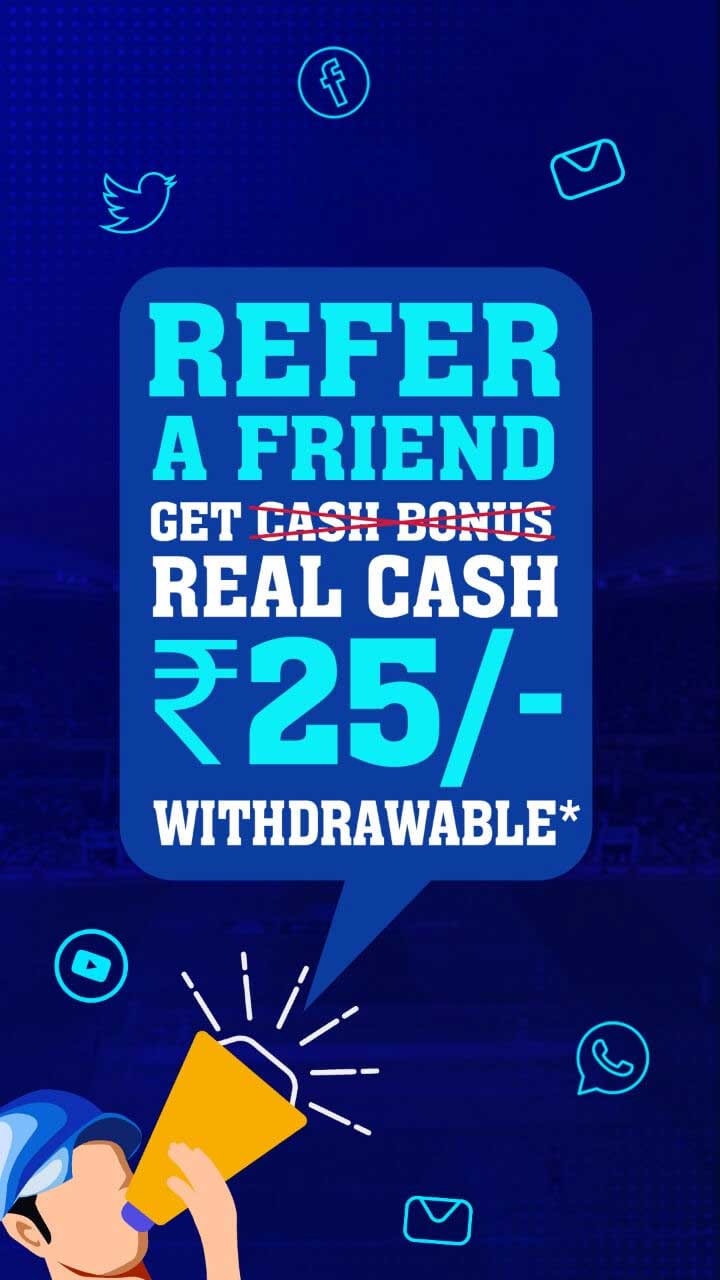 REFER
A FRIEND
GET CASH BONUS
REAL CASH
₹25/-
WITHDRAWABLE*